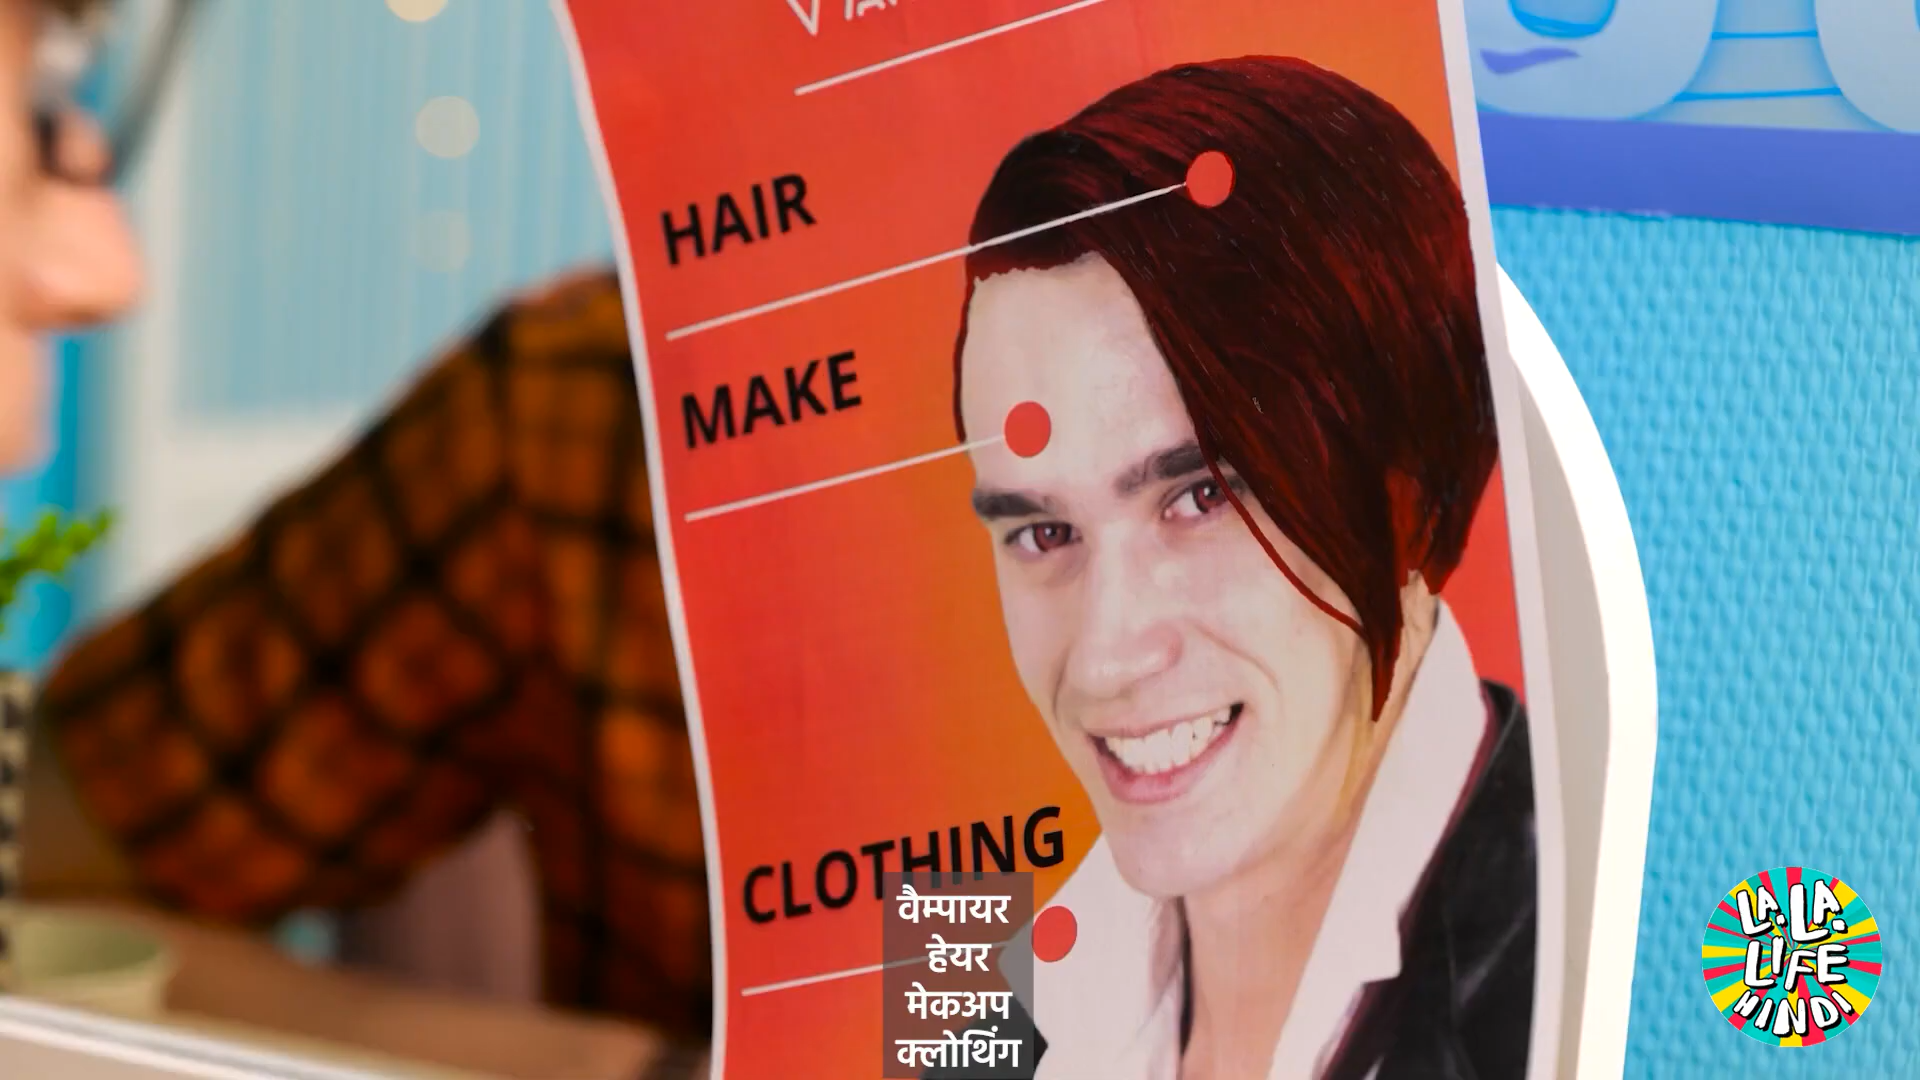 HAIR
MAKE
CLOTHING
वैम्पायर
हेयर
मेकअप
क्लोथिंग
LA LA
LIFE
HINDI